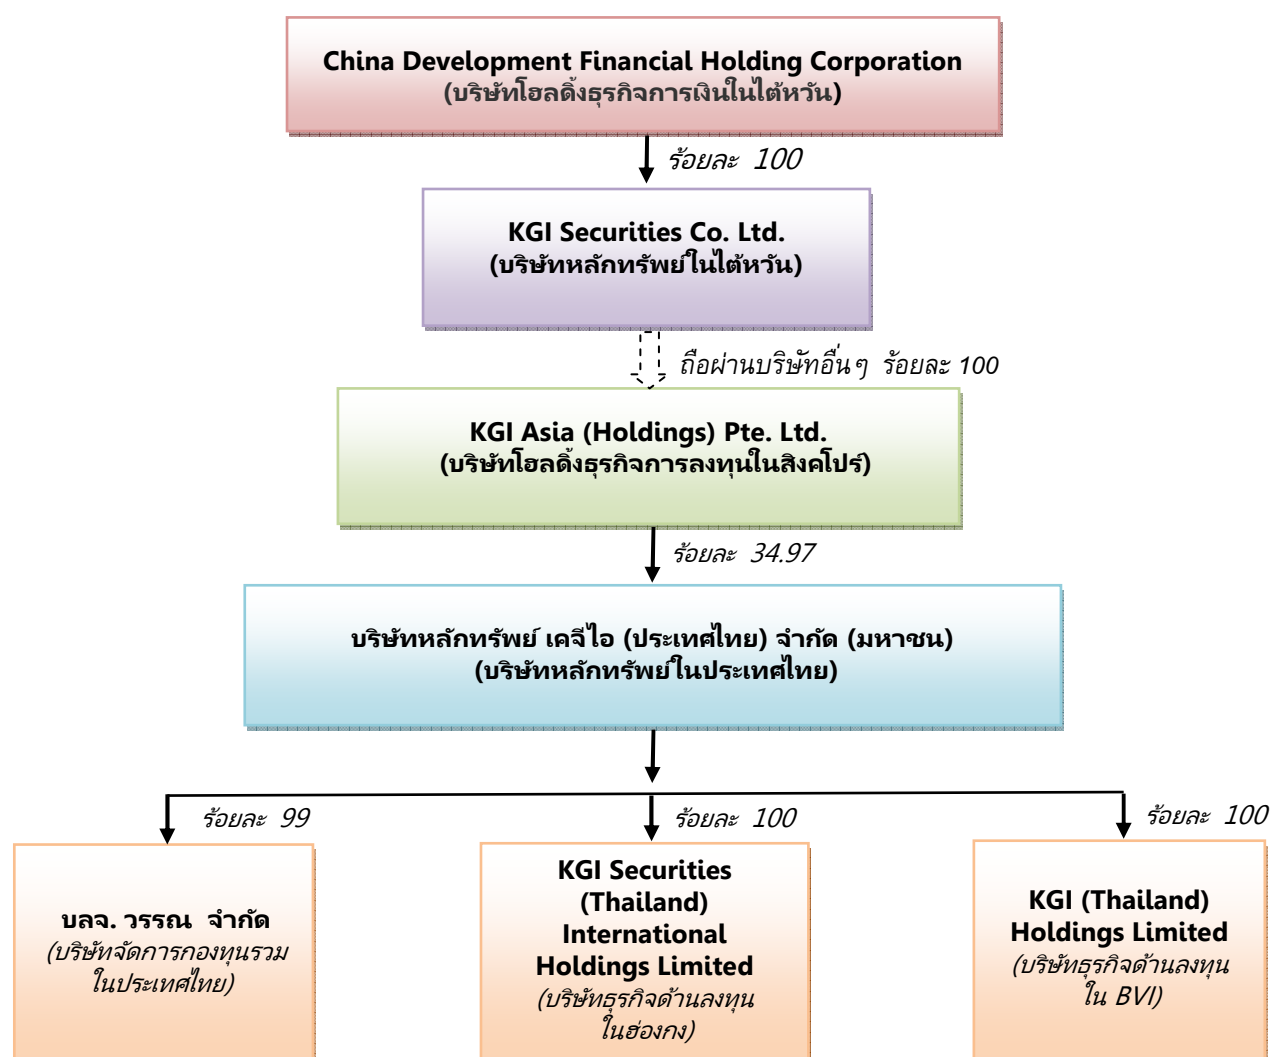 China Development Financial Holding Corporation
(บริษัทโฮลดิ้งธุรกิจการเงินในไต้หวัน)
ร้อยละ 100
KGI Securities Co. Ltd.
(บริษัทหลักทรัพย์ในไต้หวัน)
ถือผ่านบริษัทอื่นๆ ร้อยละ 100
KGI Asia (Holdings) Pte. Ltd.
(บริษัทโฮลดิ้งธุรกิจการลงทุนในสิงคโปร์)
ร้อยละ 34.97
บริษัทหลักทรัพย์ เคจีไอ (ประเทศไทย) จำกัด (มหาชน)
(บริษัทหลักทรัพย์ในประเทศไทย)
ร้อยละ 99
ร้อยละ 100
ร้อยละ 100
บลจ. วรรณ จำกัด
(บริษัทจัดการกองทุนรวม
ในประเทศไทย)
KGI Securities
(Thailand)
International
Holdings Limited
(บริษัทธุรกิจด้านลงทุน
ในฮ่องกง)
KGI (Thailand)
Holdings Limited
(บริษัทธุรกิจด้านลงทุน
ใน BVI)